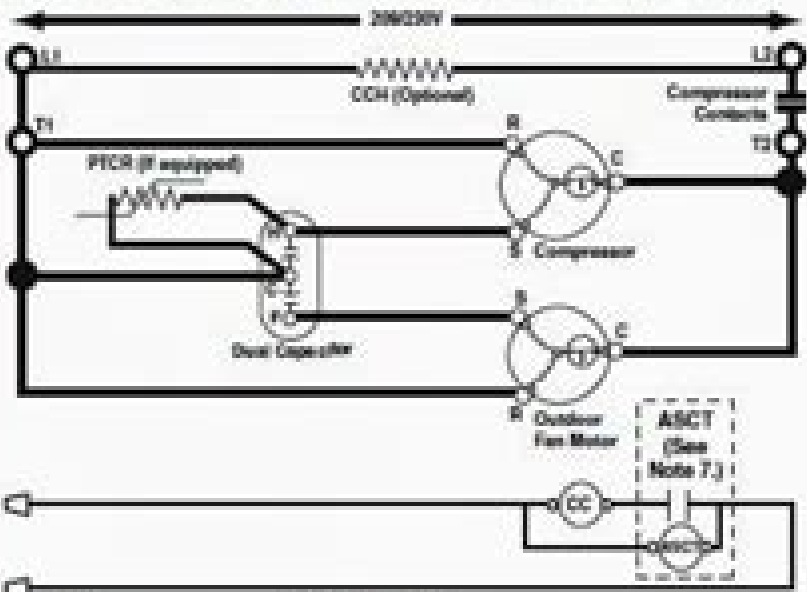 208/230V
L1
L2
CCH (Optional)
Compressor
Contacts
T1
R
T2
PTCR (If equipped)
C
H
S
Compressor
C
F
S
Dual Capacitor
C
R
Outdoor
Fan Motor
ASCT
(See
Note 7.)
CC
ASCT